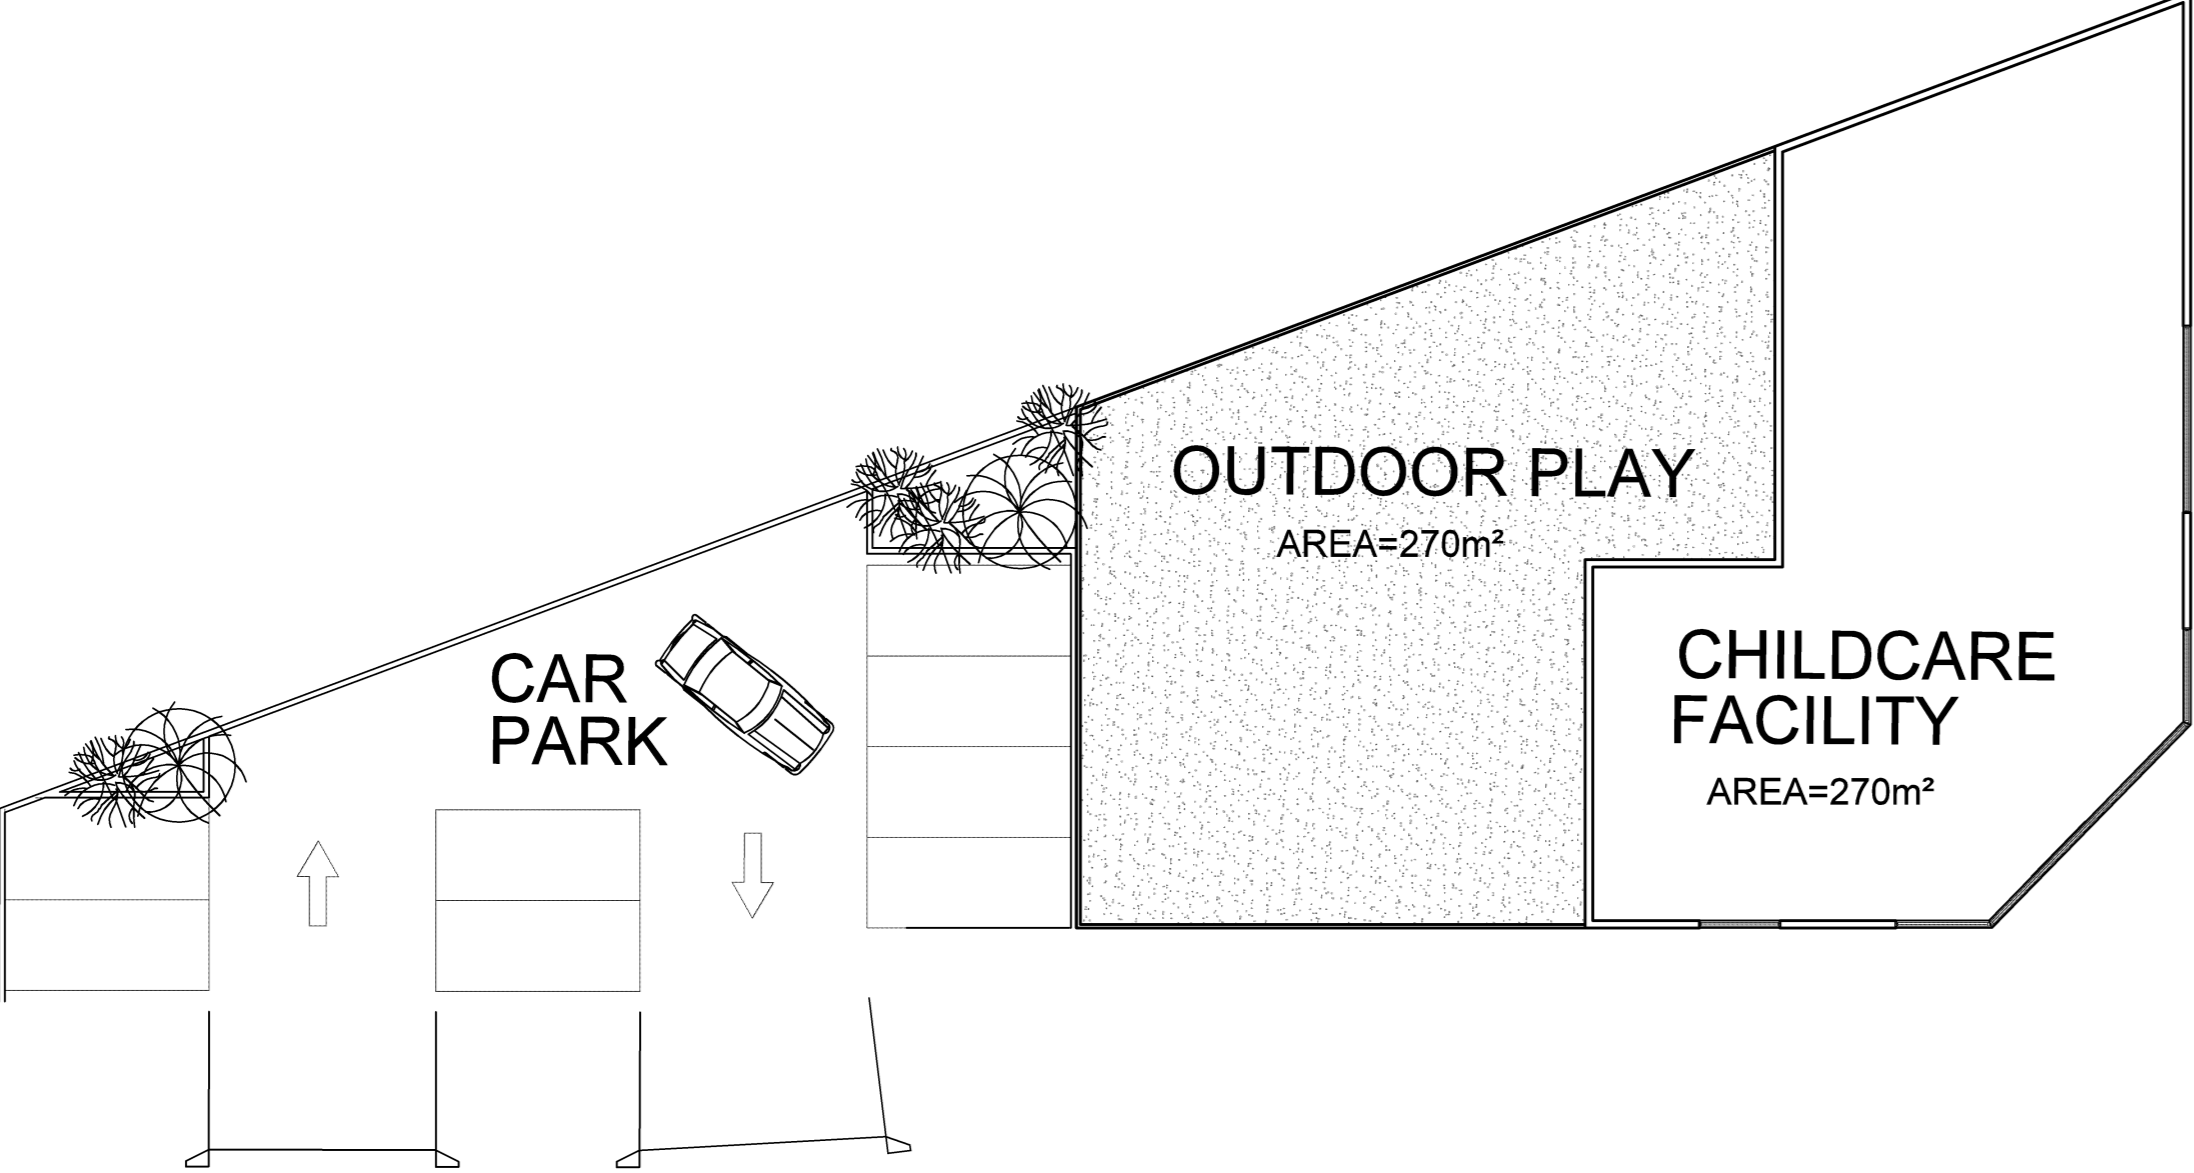 OUTDOOR PLAY
AREA=270m²
CAR
PARK
CHILDCARE
FACILITY
AREA=270m²